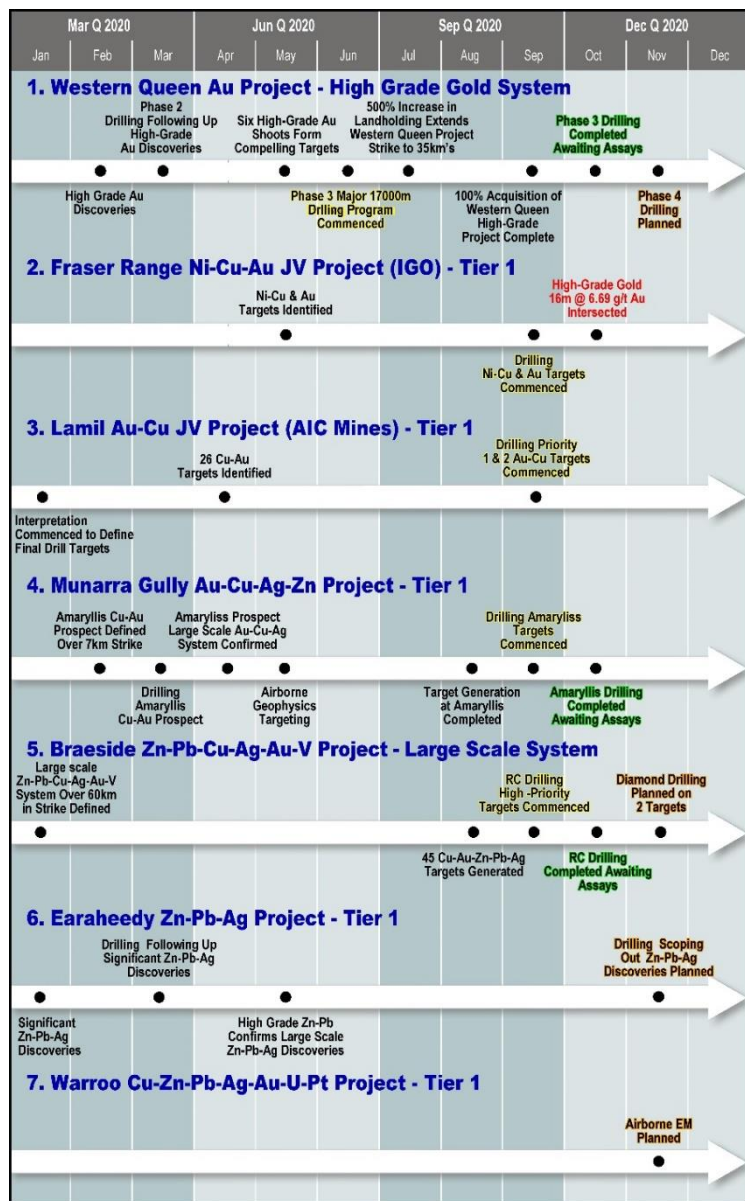 Mar Q 2020
Jun Q 2020
Sep Q 2020
Dec Q 2020
Jan
Feb
Mar
Apr
May
Jun
Jul
Aug
Sep
Oct
Nov
Dec
1. Western Queen Au Project - High Grade Gold System
Phase 2
Drilling Following Up
High-Grade
Au Discoveries
Six High-Grade Au
Shoots Form
Compelling Targets
500% Increase in
Landholding Extends
Western Queen Project
Strike to 35km's
Phase 3 Drilling
Completed
Awaiting Assays
High Grade Au
Discoveries
Phase 3 Major 17000m
Drlling Program
Commenced
100% Acquisition of
Western Queen
High-Grade
Project Complete
Phase 4
Drilling
Planned
2. Fraser Range Ni-Cu-Au JV Project (IGO) - Tier 1
Ni-Cu & Au
Targets Identified
High-Grade Gold
16m @ 6.69 g/t Au
Intersected
Drilling
Ni-Cu & Au Targets
Commenced
3. Lamil Au-Cu JV Project (AIC Mines) - Tier 1
26 Cu-Au
Targets Identified
Drilling Priority
1 & 2 Au-Cu Targets
Commenced
Interpretation
Commenced to Define
Final Drill Targets
4. Munarra Gully Au-Cu-Ag-Zn Project - Tier 1
Amaryllis Cu-Au
Prospect Defined
Over 7km Strike
Amaryliss Prospect
Large Scale Au-Cu-Ag
System Confirmed
Drilling Amaryliss
Targets
Commenced
Drilling
Amaryllis
Cu-Au Prospect
Airborne
Geophysics
Targeting
Target Generation
at Amaryllis
Completed
Amaryllis Drilling
Completed
Awaiting Assays
5. Braeside Zn-Pb-Cu-Ag-Au-V Project - Large Scale System
Large scale
Zn-Pb-Cu-Ag-Au-V
System Over 60km
in Strike Defined
RC Drilling
High -Priority
Targets Commenced
Diamond Drilling
Planned on
2 Targets
45 Cu-Au-Zn-Pb-Ag
Targets Generated
RC Drilling
Completed Awaiting
Assays
6. Earaheedy Zn-Pb-Ag Project - Tier 1
Drilling Following Up
Significant Zn-Pb-Ag
Discoveries
Drilling Scoping
Out Zn-Pb-Ag
Discoveries Planned
Significant
Zn-Pb-Ag
Discoveries
High Grade Zn-Pb
Confirms Large Scale
Zn-Pb-Ag Discoveries
7. Warroo Cu-Zn-Pb-Ag-Au-U-Pt Project - Tier 1
Airborne EM
Planned